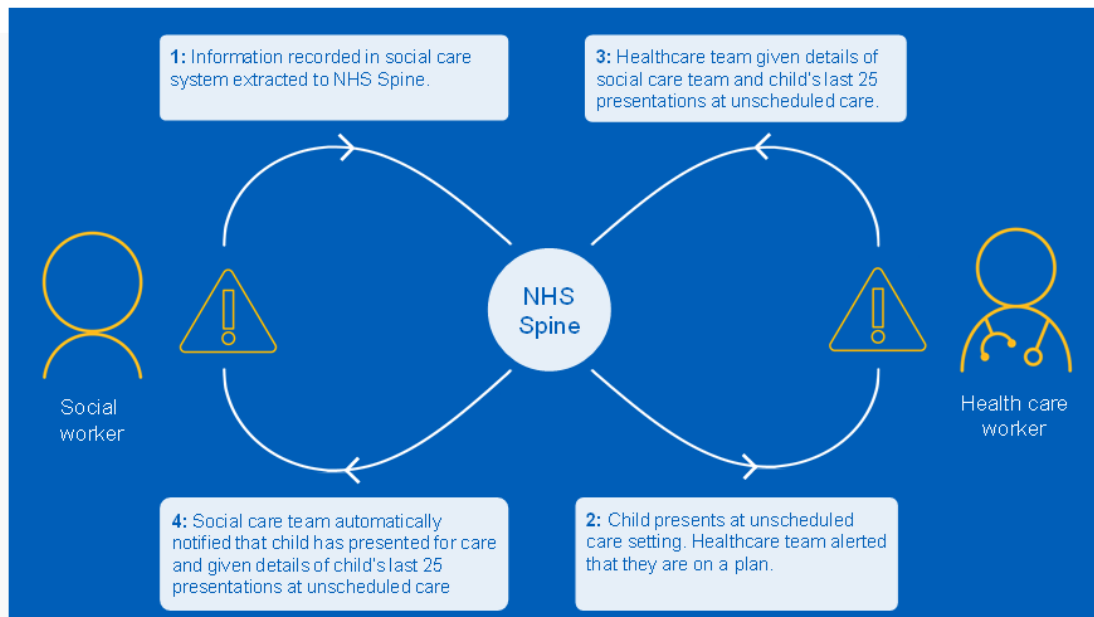 1: Information recorded in social care
system extracted to NHS Spine.
3: Healthcare team given details of
social care team and child's last 25
presentations at unscheduled care.
NHS
Spine
Social
worker
Health care
worker
4: Social care team automatically
notified that child has presented for care
and given details of child's last 25
presentations at unscheduled care
2: Child presents at unscheduled
care setting. Healthcare team alerted
that they are on a plan.